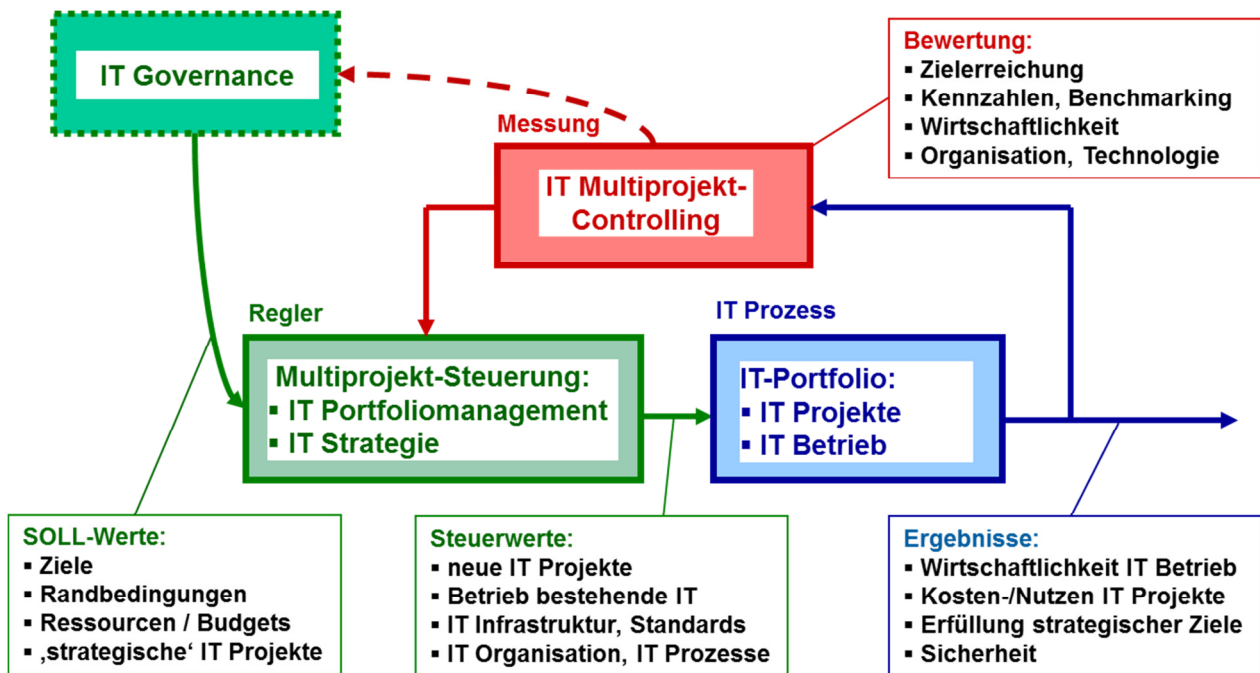 IT Governance
Messung
IT Multiprojekt-
Controlling
Bewertung:
▪ Zielerreichung
▪ Kennzahlen, Benchmarking
▪ Wirtschaftlichkeit
▪ Organisation, Technologie
Regler
Multiprojekt-Steuerung:
▪ IT Portfoliomanagement
▪ IT Strategie
IT Prozess
IT-Portfolio:
▪ IT Projekte
▪ IT Betrieb
SOLL-Werte:
▪ Ziele
▪ Randbedingungen
▪ Ressourcen / Budgets
▪ ‚strategische‘ IT Projekte
Steuerwerte:
▪ neue IT Projekte
▪ Betrieb bestehende IT
▪ IT Infrastruktur, Standards
▪ IT Organisation, IT Prozesse
Ergebnisse:
▪ Wirtschaftlichkeit IT Betrieb
▪ Kosten-/Nutzen IT Projekte
▪ Erfüllung strategischer Ziele
▪ Sicherheit